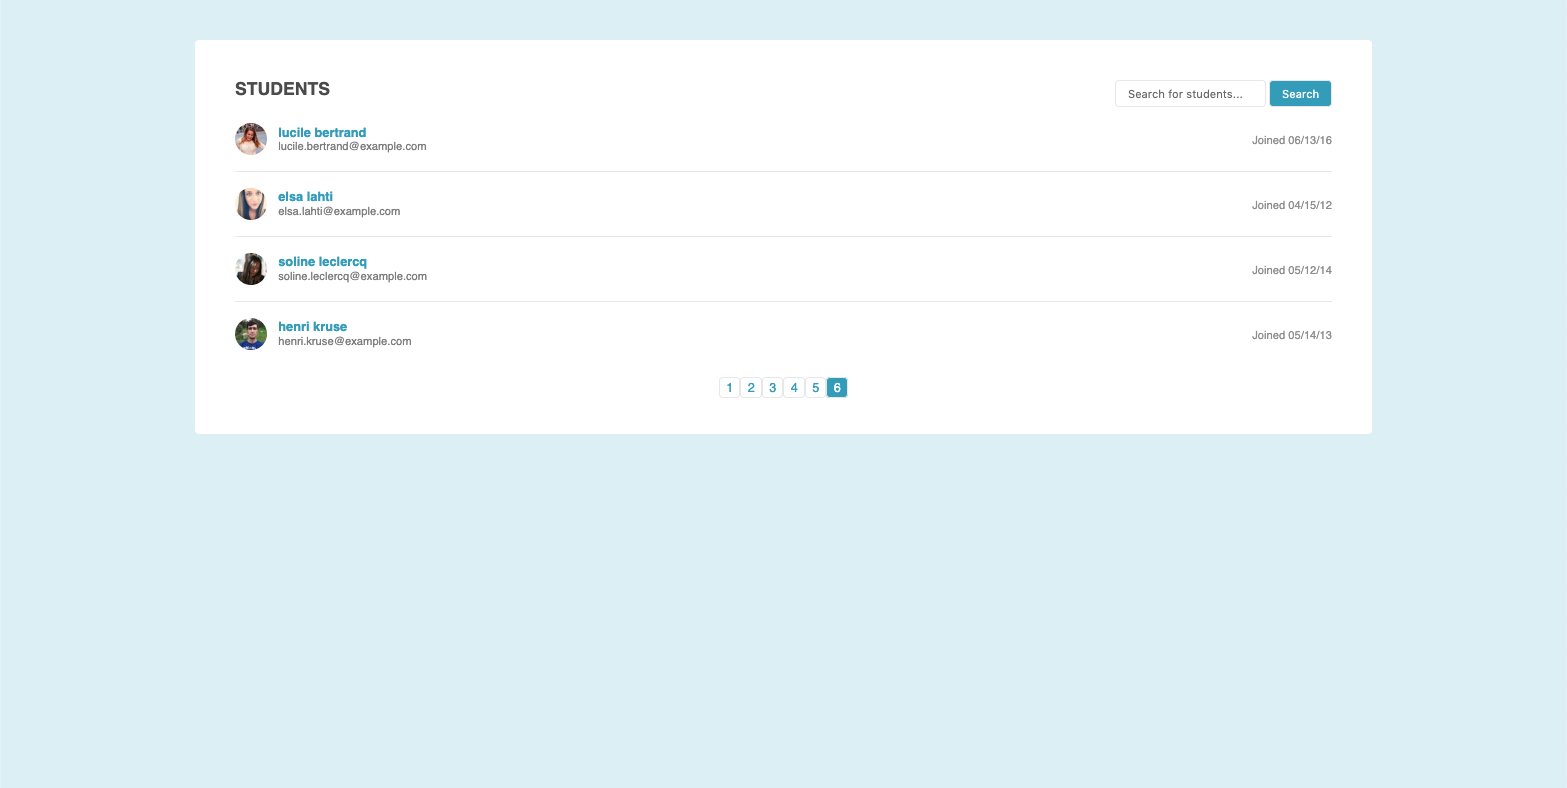 STUDENTS
Search for students...
Search
lucile bertrand
lucile.bertrand@example.com
Joined 06/13/16
elsa lahti
elsa.lahti@example.com
Joined 04/15/12
soline leclercq
soline.leclercq@example.com
Joined 05/12/14
henri kruse
henri.kruse@example.com
Joined 05/14/13
1 2 3 4 5 6